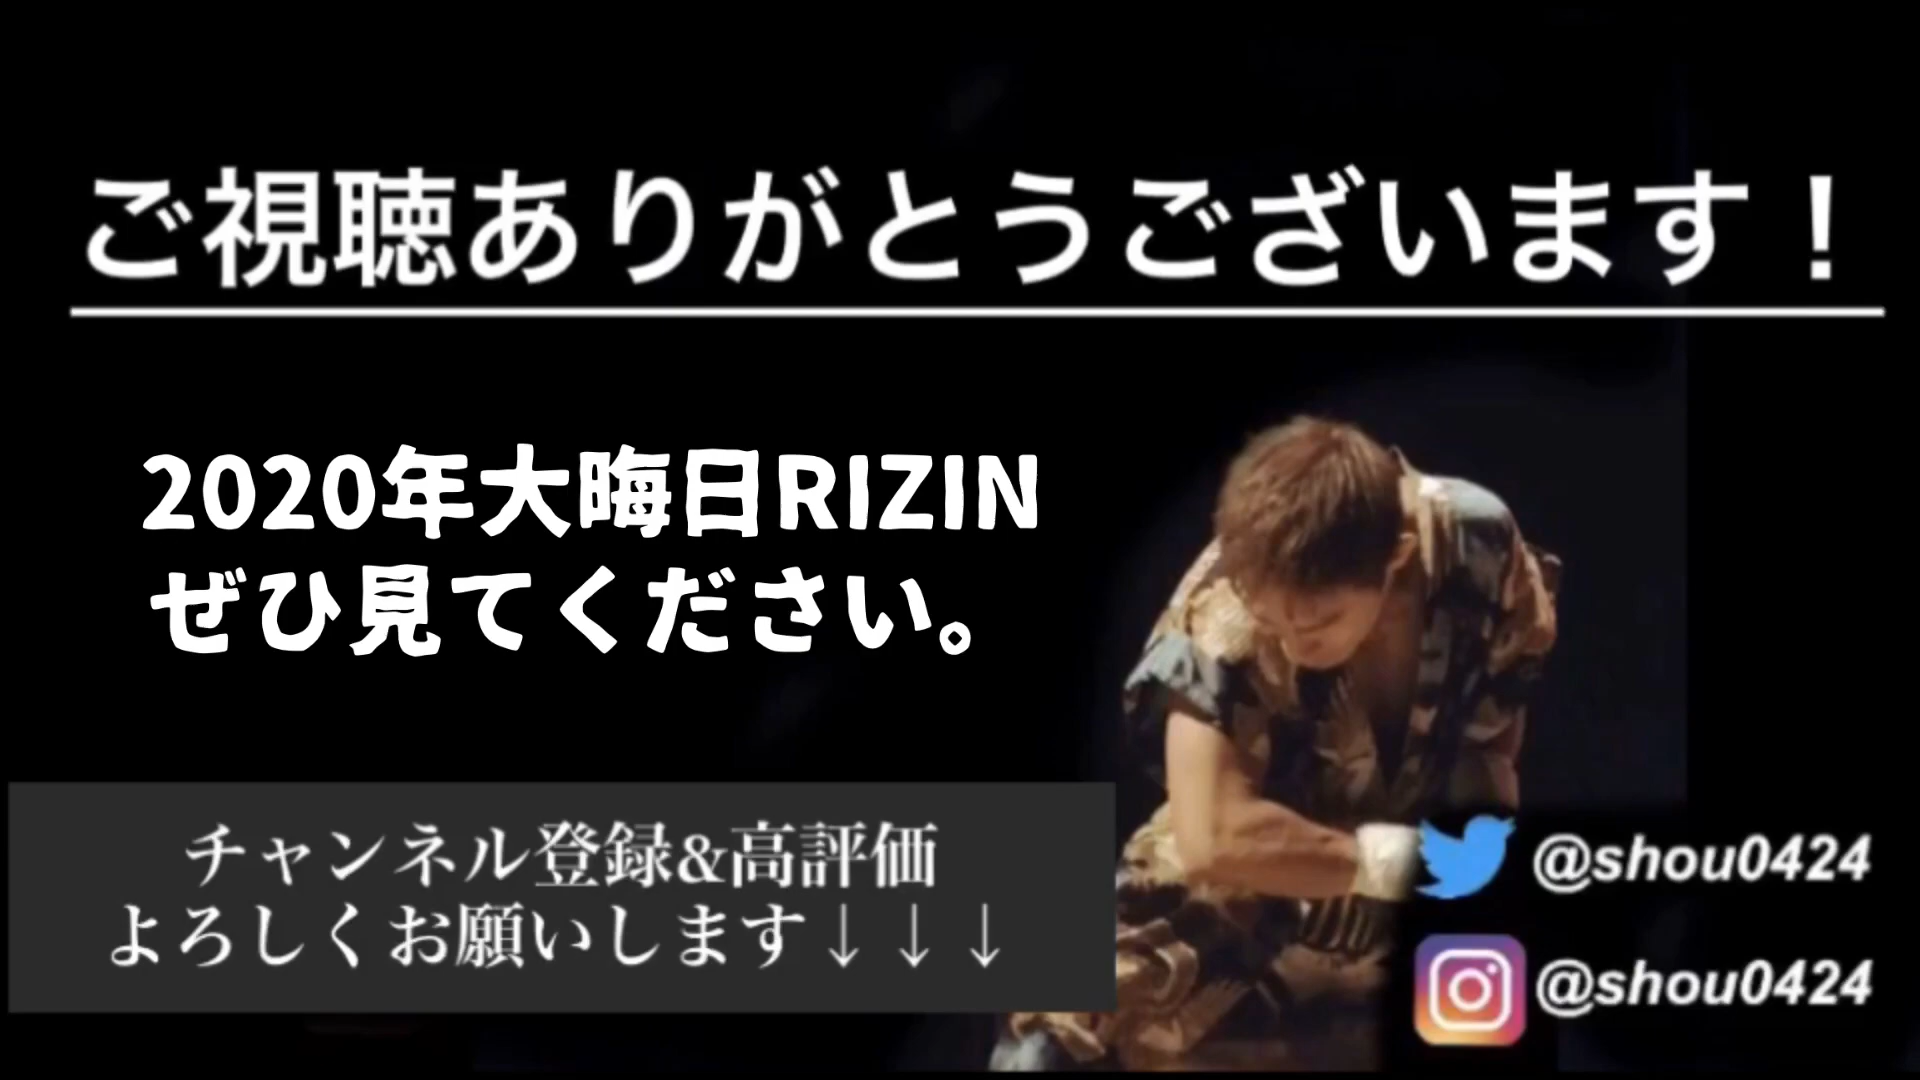 ご視聴ありがとうございます！
2020年大晦日RIZIN
ぜひ見てください。
チャンネル登録&高評価
よろしくお願いします↓↓↓
@shou0424
@shou0424